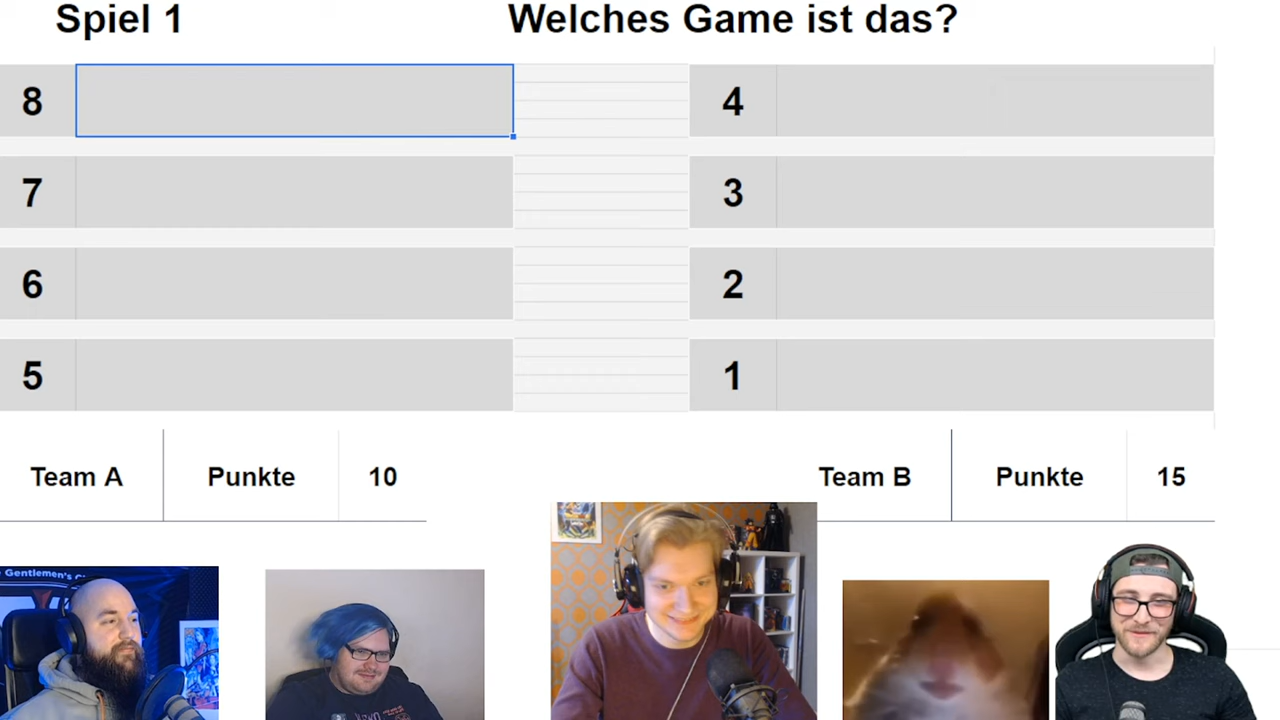 Spiel 1 Welches Game ist das?
8 4
7 3
6 2
5 1
Team A Punkte 10 Team B Punkte 15
Gentlemen's